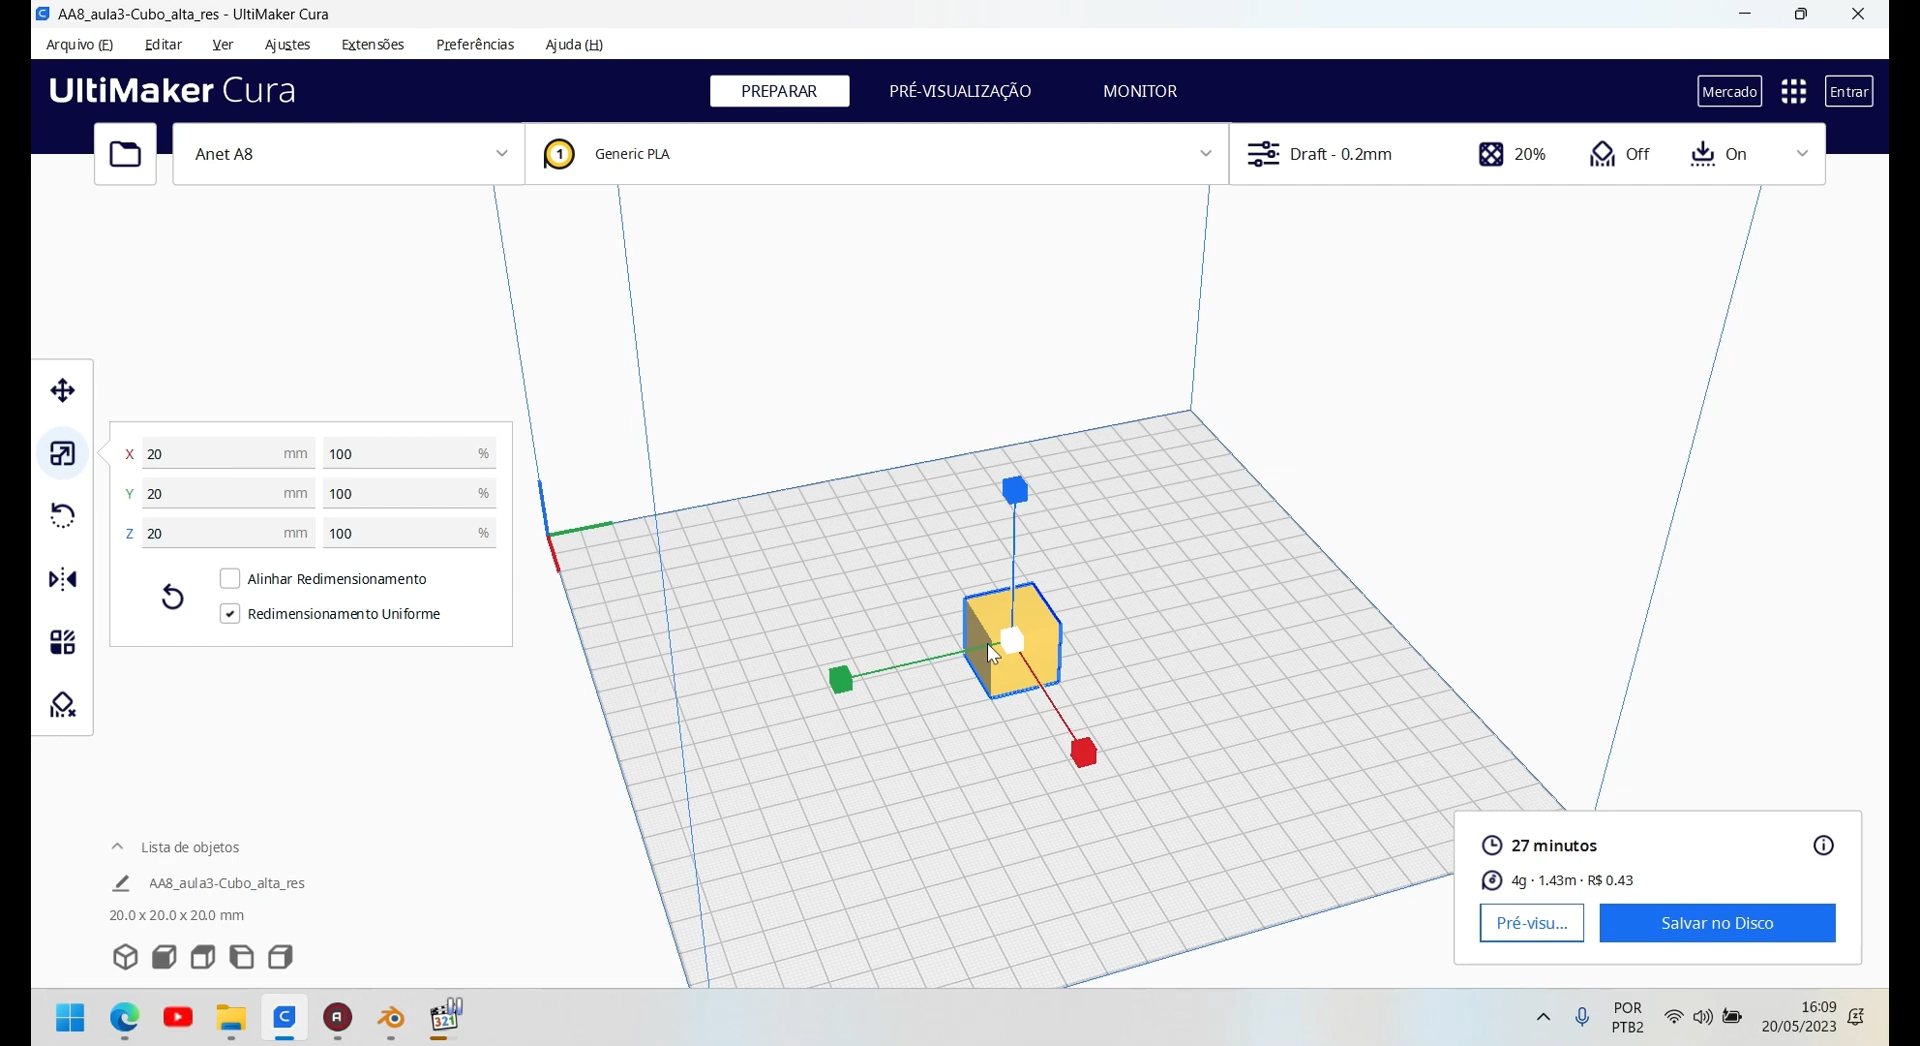 AA8_aula3-Cubo_alta_res - UltiMaker Cura
Arquivo (F) Editar Ver Ajustes Extensões Preferências Ajuda (H)
UltiMaker Cura PREPARAR PRÉ-VISUALIZAÇÃO MONITOR Mercado Entrar
Anet A8 1 Generic PLA Draft - 0.2mm 20% Off On
X 20 mm 100 %
Y 20 mm 100 %
Z 20 mm 100 %
Alinhar Redimensionamento
Redimensionamento Uniforme
Lista de objetos
AA8_aula3-Cubo_alta_res
20.0 x 20.0 x 20.0 mm
27 minutos
4g · 1.43m · R$ 0.43
Pré-visu... Salvar no Disco
C A 321
POR
PTB2
16:09
20/05/2023